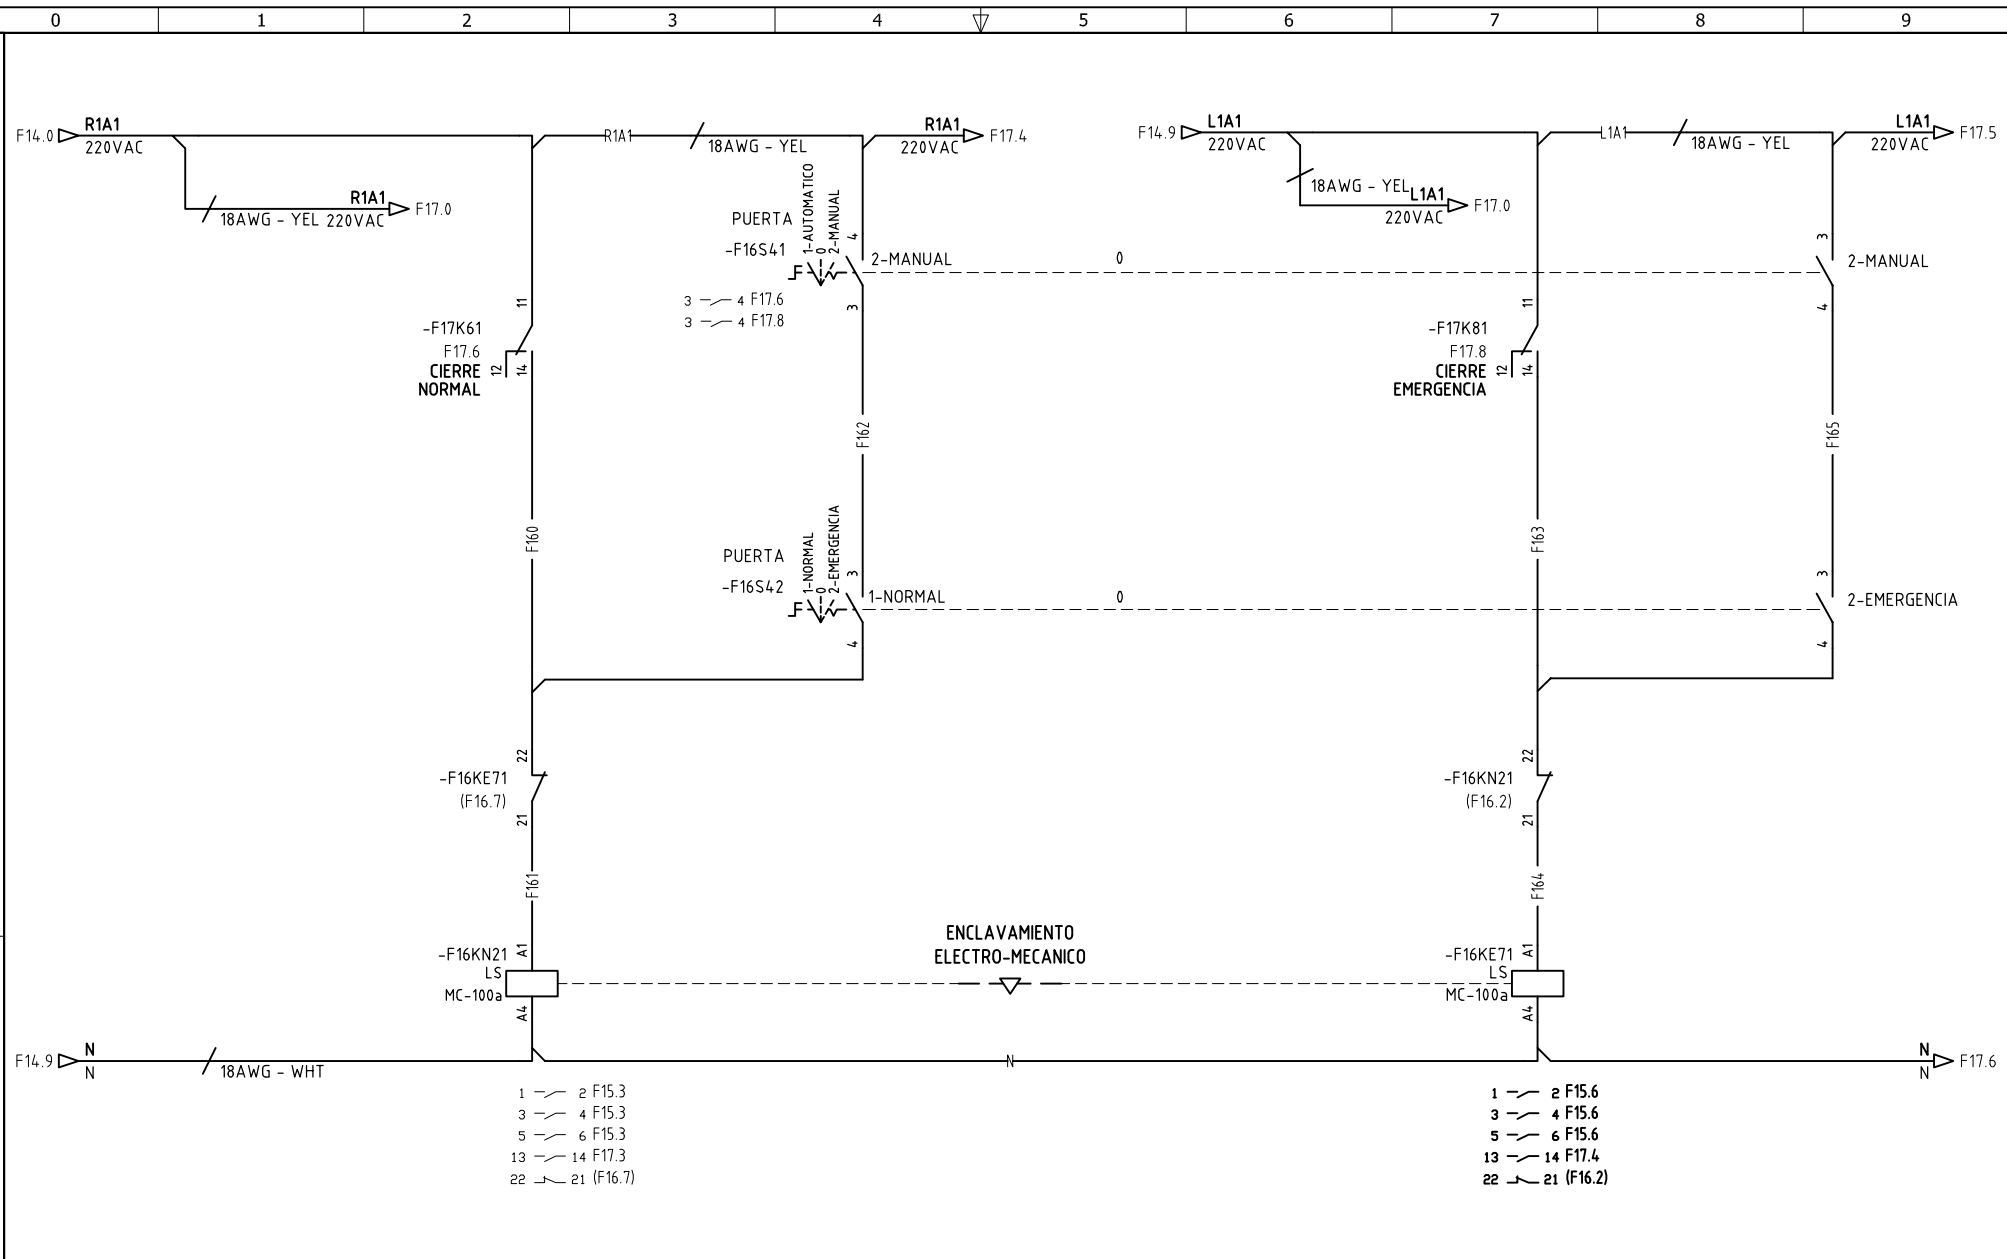 0 1 2 3 4 5 6 7 8 9
F14.0 R1A1 220VAC
R1A1
18AWG - YEL
R1A1 220VAC F17.4
F14.9 L1A1 220VAC
L1A1
18AWG - YEL
L1A1 220VAC F17.5
18AWG - YEL 220VAC R1A1 F17.0
18AWG - YEL L1A1 220VAC F17.0
PUERTA
-F16S41
1-AUTOMATICO
0
2-MANUAL
4
2-MANUAL
0
3
3 4 F17.6
3 4 F17.8
3
2-MANUAL
4
11
-F17K61
F17.6
CIERRE
NORMAL
12
14
11
-F17K81
F17.8
CIERRE
EMERGENCIA
12
14
F162
F165
F160
F163
PUERTA
-F16S42
1-NORMAL
0
2-EMERGENCIA
3
1-NORMAL
0
4
3
2-EMERGENCIA
4
22
-F16KE71
(F16.7)
21
22
-F16KN21
(F16.2)
21
F161
F164
ENCLAVAMIENTO
ELECTRO-MECANICO
-F16KN21
A1
LS
MC-100a
A4
-F16KE71
A1
LS
MC-100a
A4
F14.9 N
N
18AWG - WHT
N
N
N F17.6
1 2 F15.3
3 4 F15.3
5 6 F15.3
13 14 F17.3
22 21 (F16.7)
1 2 F15.6
3 4 F15.6
5 6 F15.6
13 14 F17.4
22 21 (F16.2)